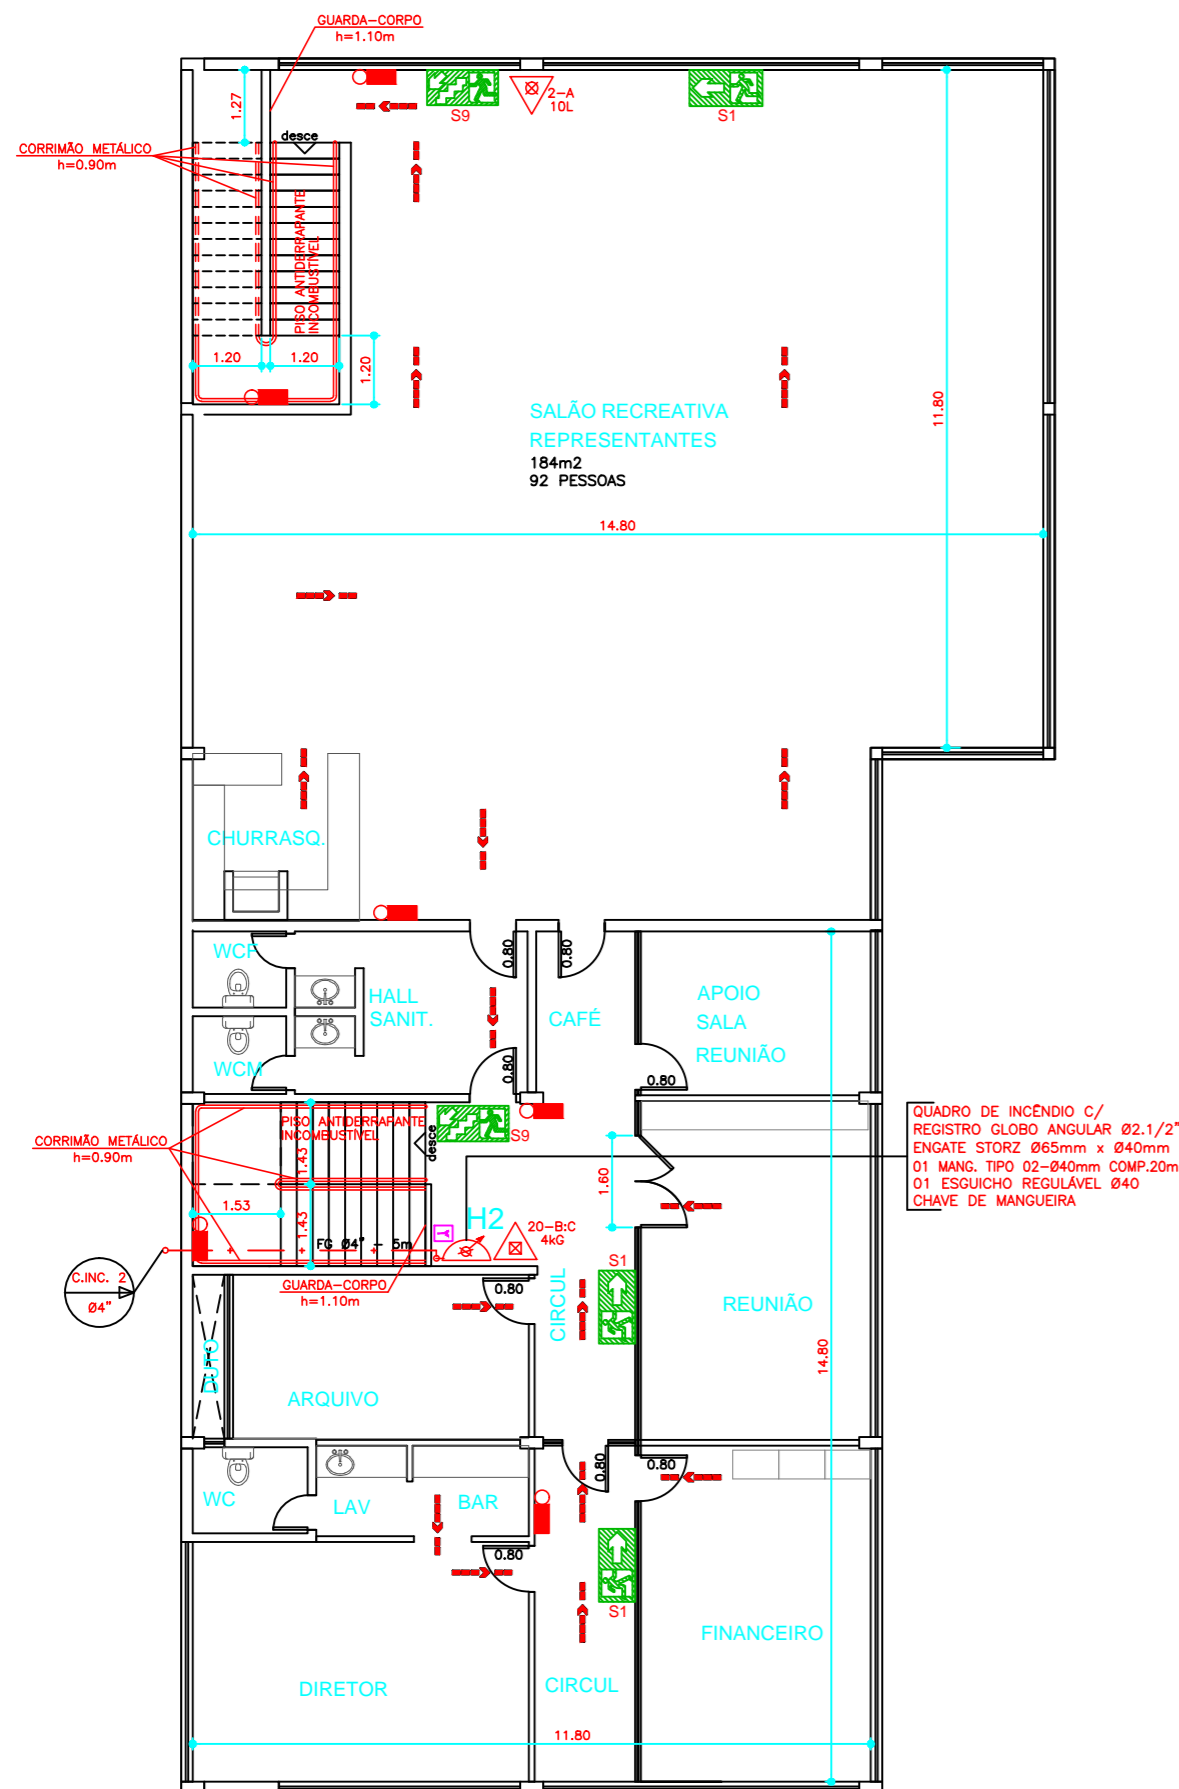 GUARDA-CORPO
h=1.10m
1.27
2-A
10L
S9
S1
desce
CORRIMÃO METÁLICO
h=0.90m
PISO ANTIDERRAPANTE
INCOMBUSTÍVEL
1.20
1.20
1.20
11.80
SALÃO RECREATIVA
REPRESENTANTES
184m2
92 PESSOAS
14.80
CHURRASQ.
WCF
0.80
0.80
HALL
SANIT.
CAFÉ
APOIO
SALA
REUNIÃO
WCM
0.80
0.80
PISO ANTIDERRAPANTE
INCOMBUSTÍVEL
S9
desce
CORRIMÃO METÁLICO
h=0.90m
1.43
1.60
QUADRO DE INCÊNDIO C/
REGISTRO GLOBO ANGULAR Ø2.1/2"
ENGATE STORZ Ø65mm x Ø40mm
01 MANG. TIPO 02-Ø40mm COMP.20m
01 ESGUICHO REGULÁVEL Ø40
CHAVE DE MANGUEIRA
1.53
1.43
H2
20-B:C
4kG
FG Ø4" - 5m
C.INC. 2
Ø4"
GUARDA-CORPO
h=1.10m
0.80
S1
CIRCUL
REUNIÃO
DUTO
14.80
ARQUIVO
0.80
0.80
WC
LAV
BAR
0.80
S1
FINANCEIRO
DIRETOR
CIRCUL
11.80